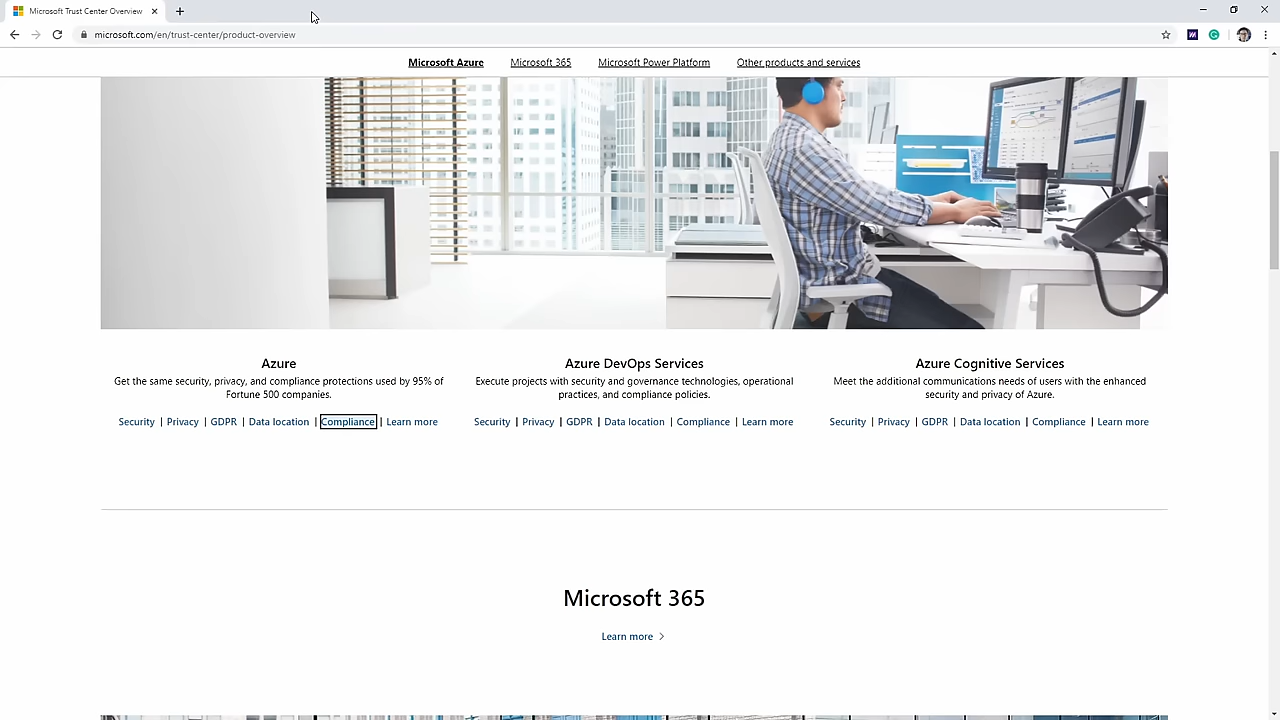 Microsoft Trust Center Overview
microsoft.com/en/trust-center/product-overview
Microsoft Azure Microsoft 365 Microsoft Power Platform Other products and services
Azure
Get the same security, privacy, and compliance protections used by 95% of
Fortune 500 companies.
Security | Privacy | GDPR | Data location | Compliance | Learn more
Azure DevOps Services
Execute projects with security and governance technologies, operational
practices, and compliance policies.
Security | Privacy | GDPR | Data location | Compliance | Learn more
Azure Cognitive Services
Meet the additional communications needs of users with the enhanced
security and privacy of Azure.
Security | Privacy | GDPR | Data location | Compliance | Learn more
Microsoft 365
Learn more